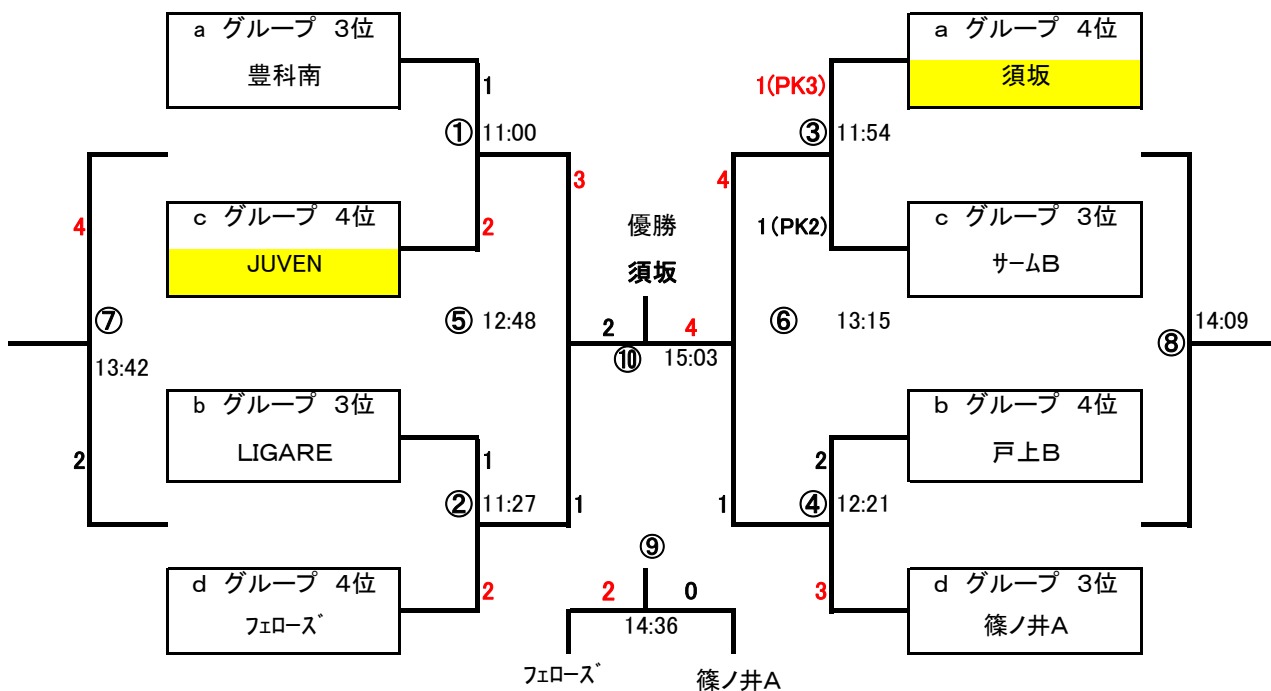 a グループ 3位
豊科南
1
① 11:00
c グループ 4位
JUVEN
2
4
⑦
13:42
2
3
⑤ 12:48
1
b グループ 3位
LIGARE
1
② 11:27
d グループ 4位
フェローズ
2
優勝
須坂
2 4
⑩ 15:03
⑨
2 0
14:36
フェローズ 篠ノ井A
a グループ 4位
須坂
1(PK3)
③ 11:54
1(PK2)
c グループ 3位
サームB
4
⑥ 13:15
1
14:09
⑧
b グループ 4位
戸上B
2
④ 12:21
3
d グループ 3位
篠ノ井A